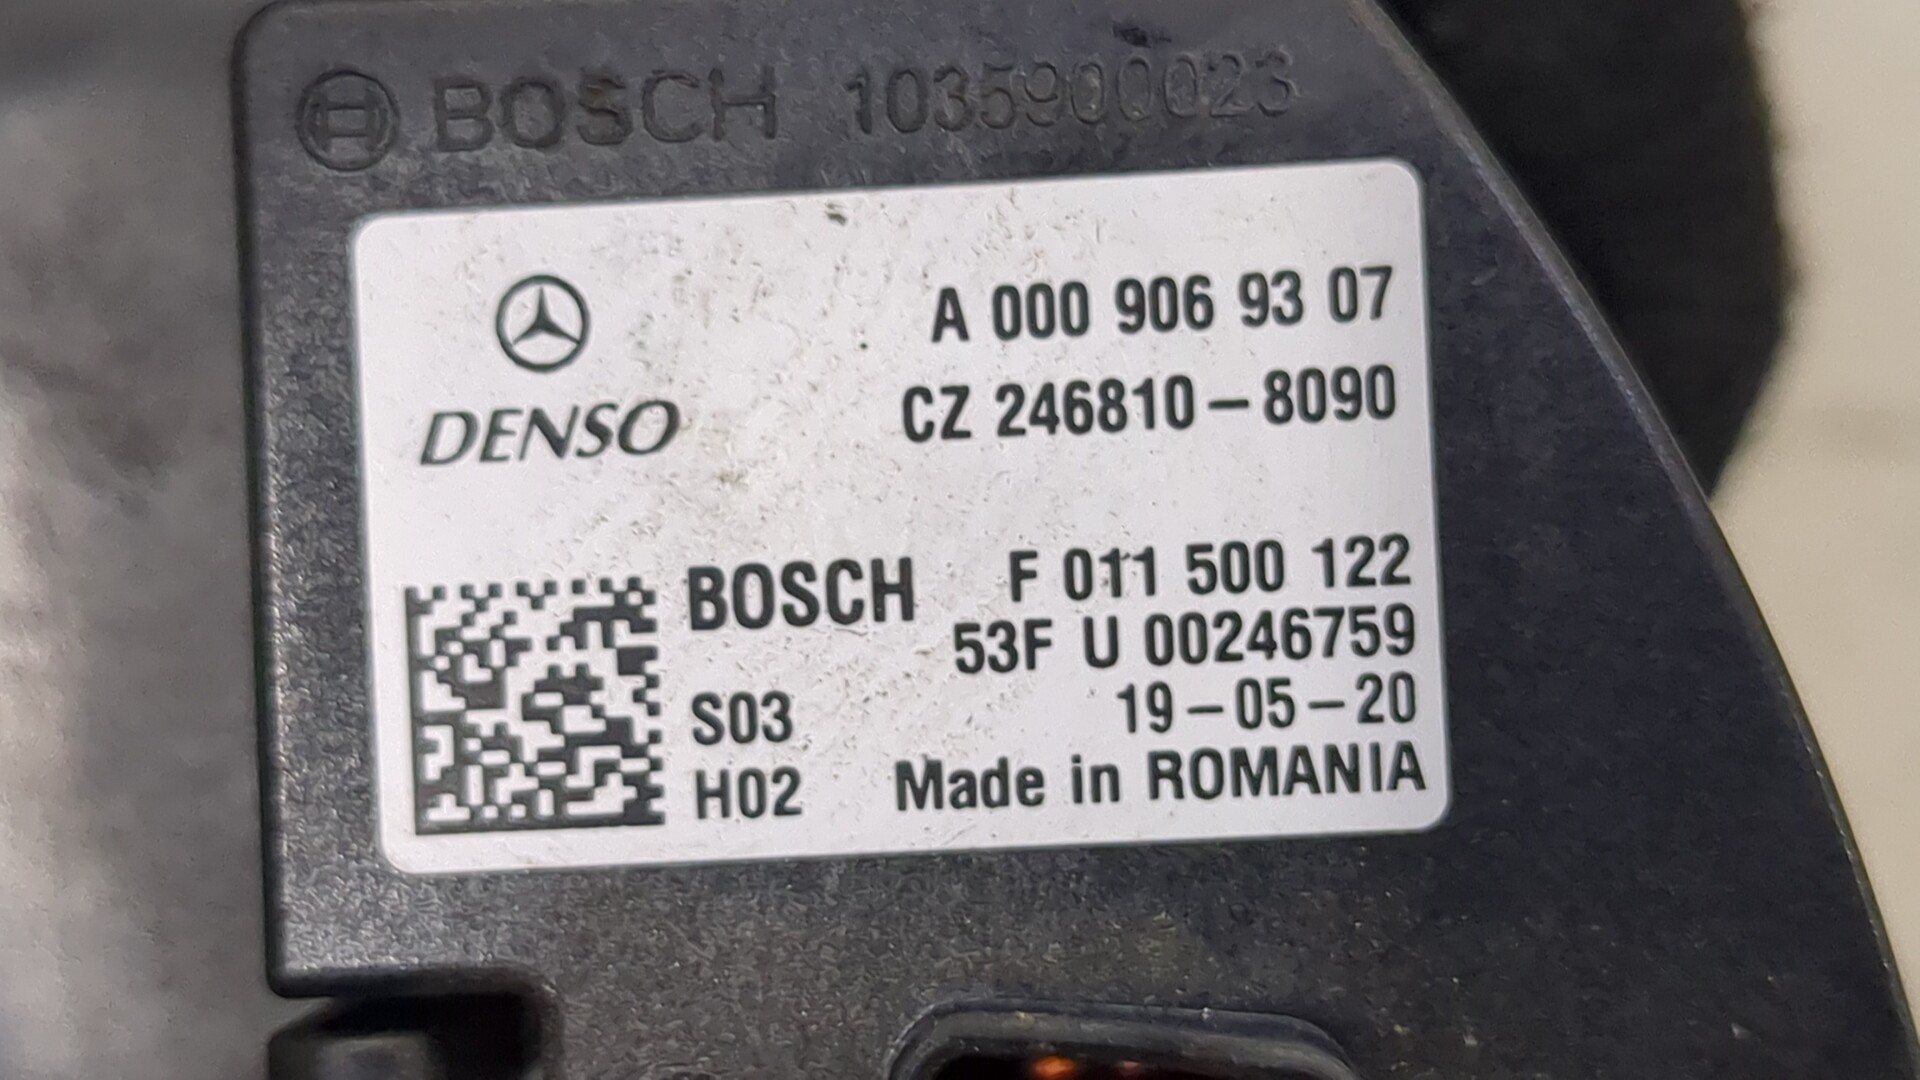 BOSCH 1035900023
A 000 906 93 07
DENSO CZ 246810-8090
BOSCH F 011 500 122
53F U 00246759
S03 19-05-20
H02 Made in ROMANIA